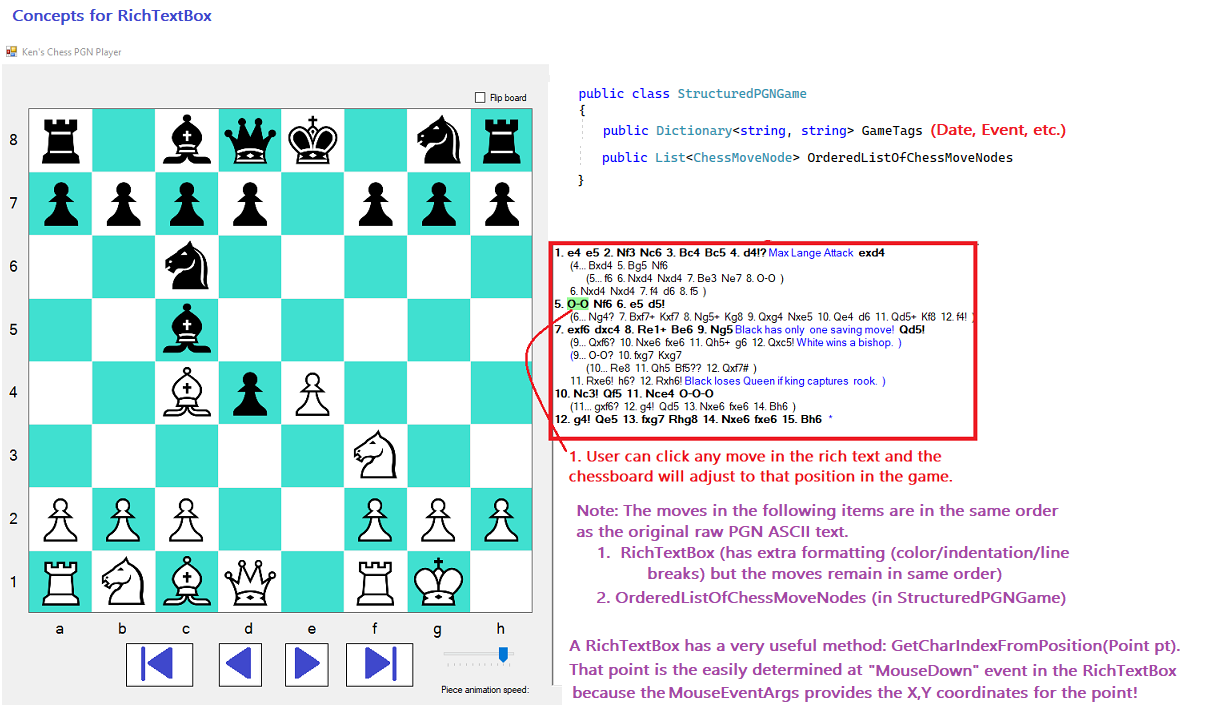 Concepts for RichTextBox
Ken's Chess PGN Player
Flip board
8
7
6
5
4
3
2
1
a b c d e f g h
Piece animation speed:
public class StructuredPGNGame
{
public Dictionary<string, string> GameTags (Date, Event, etc.)
public List<ChessMoveNode> OrderedListOfChessMoveNodes
}
1. e4 e5 2. Nf3 Nc6 3. Bc4 Bc5 4. d4!? Max Lange Attack exd4
(4... Bxd4 5. Bg5 Nf6
(5... f6 6. Nxd4 Nxd4 7. Be3 Ne7 8. O-O )
6. Nxd4 Nxd4 7. f4 d6 8. f5 )
5. O-O Nf6 6. e5 d5!
(6... Ng4? 7. Bxf7+ Kxf7 8. Ng5+ Kg8 9. Qxg4 Nxe5 10. Qe4 d6 11. Qd5+ Kf8 12. f4! )
7. exf6 dxc4 8. Re1+ Be6 9. Ng5 Black has only one saving move! Qd5!
(9... Qxf6? 10. Nxe6 fxe6 11. Qh5+ g6 12. Qxc5! White wins a bishop. )
(9... O-O? 10. fxg7 Kxg7
(10... Re8 11. Qh5 Bf5?? 12. Qxf7# )
11. Rxe6! h6? 12. Rxh6! Black loses Queen if king captures rook. )
10. Nc3! Qf5 11. Nce4 O-O-O
(11... gxf6? 12. g4! Qd5 13. Nxe6 fxe6 14. Bh6 )
12. g4! Qe5 13. fxg7 Rhg8 14. Nxe6 fxe6 15. Bh6 *
1. User can click any move in the rich text and the
chessboard will adjust to that position in the game.
Note: The moves in the following items are in the same order
as the original raw PGN ASCII text.
1. RichTextBox (has extra formatting (color/indentation/line
breaks) but the moves remain in same order)
2. OrderedListOfChessMoveNodes (in StructuredPGNGame)
A RichTextBox has a very useful method: GetCharIndexFromPosition(Point pt).
That point is the easily determined at "MouseDown" event in the RichTextBox
because the MouseEventArgs provides the X,Y coordinates for the point!